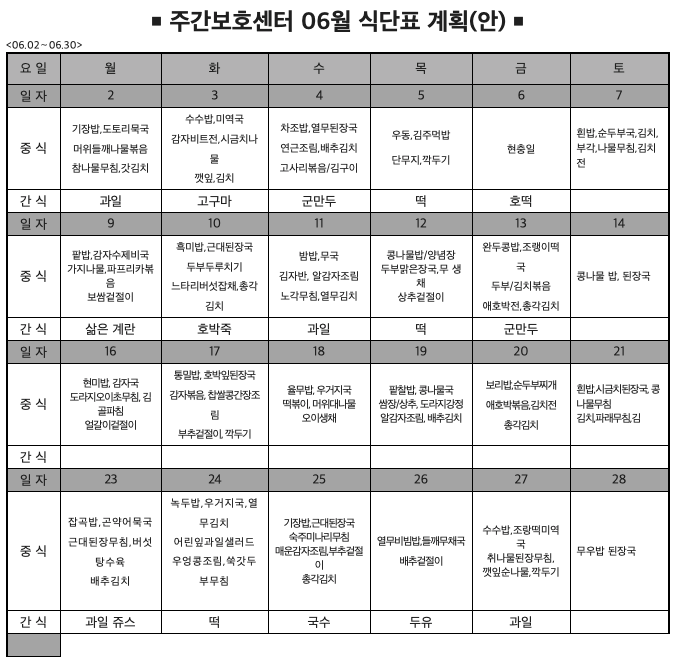 ▪ 주간보호센터 06월 식단표 계획(안) ▪
<06.02~06.30>
요 일 월 화 수 목 금 토
일 자 2 3 4 5 6 7
중 식
기장밥,도토리묵국
머위들깨나물볶음
참나물무침,갓김치
수수밥,미역국
감자비트전,시금치나
물
깻잎,김치
차조밥,열무된장국
연근조림,배추김치
고사리볶음/김구이
우동,김주먹밥
단무지,깍두기
현충일
흰밥,순두부국,김치,
부각,나물무침,김치
전
간 식 과일 고구마 군만두 떡 호떡
일 자 9 10 11 12 13 14
중 식
팥밥,감자수제비국
가지나물,파프리카볶
음
보쌈겉절이
흑미밥,근대된장국
두부두루치기
느타리버섯잡채,총각
김치
밤밥,무국
김자반, 알감자조림
노각무침,열무김치
콩나물밥/양념장
두부맑은장국,무 생
채
상추겉절이
완두콩밥,조랭이떡
국
두부/김치볶음
애호박전,총각김치
콩나물 밥, 된장국
간 식 삶은 계란 호박죽 과일 떡 군만두
일 자 16 17 18 19 20 21
중 식
현미밥, 감자국
도라지오이초무침, 김
골파침
얼갈이겉절이
통밀밥, 호박잎된장국
감자볶음, 찹쌀콩간장조
림
부추겉절이, 깍두기
율무밥, 우거지국
떡볶이, 머위대나물
오이생채
팥찰밥, 콩나물국
쌈장/상추, 도라지강정
알감자조림, 배추김치
보리밥,순두부찌개
애호박볶음,김치전
총각김치
흰밥,시금치된장국, 콩
나물무침
김치,파래무침,김
간 식
일 자 23 24 25 26 27 28
중 식
잡곡밥,곤약어묵국
근대된장무침,버섯
탕수육
배추김치
녹두밥,우거지국,열
무김치
어린잎과일샐러드
우엉콩조림,쑥갓두
부무침
기장밥,근대된장국
숙주미나리무침
매운감자조림,부추겉절
이
총각김치
열무비빔밥,들깨무채국
배추겉절이
수수밥,조랑떡미역
국
취나물된장무침,
깻잎순나물,깍두기
무우밥 된장국
간 식 과일 쥬스 떡 국수 두유 과일